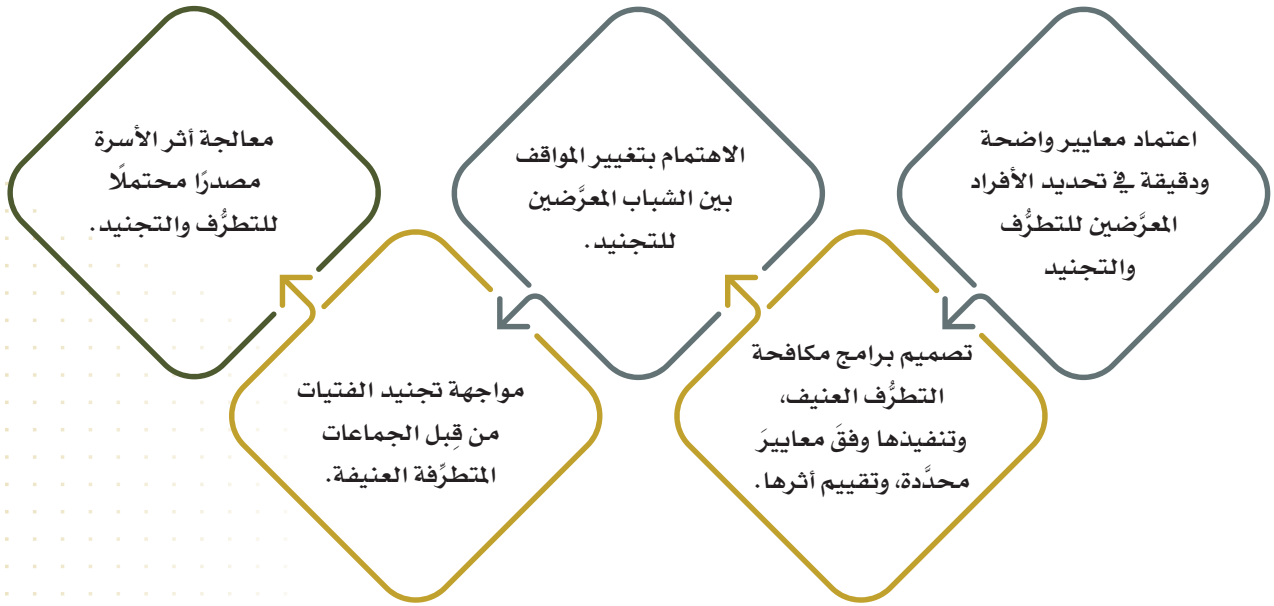 اعتماد معايير واضحة
ودقيقة في تحديد الأفراد
المعرَّضين للتطرُّف
والتجنيد
تصميم برامج مكافحة
التطرُّف العنيف،
وتنفيذها وفقَ معاييرَ
محدَّدة، وتقييم أثرها.
الاهتمام بتغيير المواقف
بين الشباب المعرَّضين
للتجنيد.
مواجهة تجنيد الفتيات
من قِبل الجماعات
المتطرِّفة العنيفة.
معالجة أثر الأسرة
مصدرًا محتملًا
للتطرُّف والتجنيد.